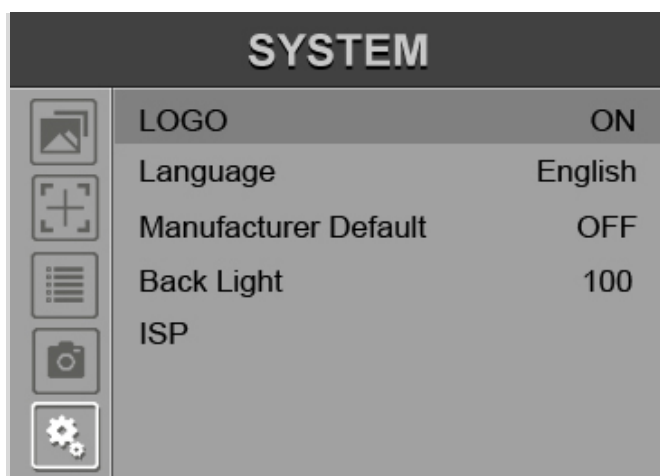 SYSTEM
LOGO ON
Language English
Manufacturer Default OFF
Back Light 100
ISP